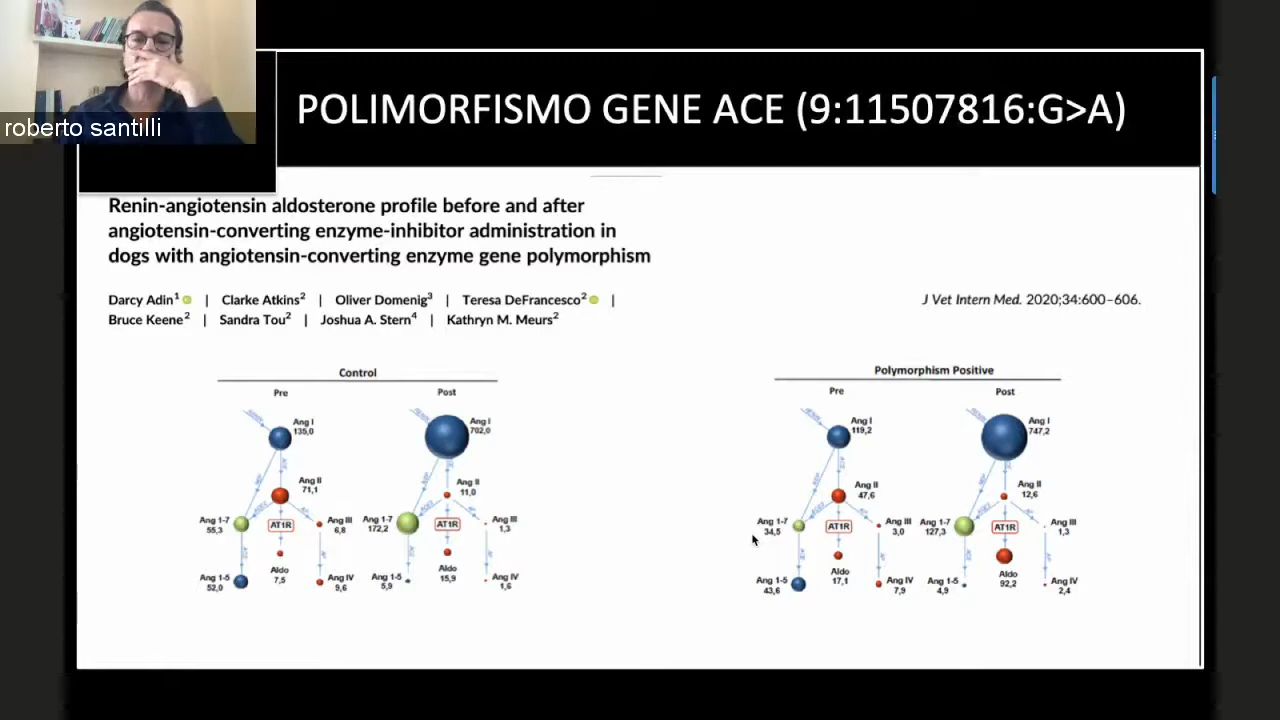 roberto santilli
POLIMORFISMO GENE ACE (9:11507816:G>A)
Renin-angiotensin aldosterone profile before and after
angiotensin-converting enzyme-inhibitor administration in
dogs with angiotensin-converting enzyme gene polymorphism
Darcy Adin1 | Clarke Atkins2 | Oliver Domenig3 | Teresa DeFrancesco2 |
Bruce Keene2 | Sandra Tou2 | Joshua A. Stern4 | Kathryn M. Meurs2
J Vet Intern Med. 2020;34:600–606.
Control
Pre
Post
Ang I
135,0
Ang II
71,1
Ang 1-7
55,3
AT1R
Ang III
6,8
Ang 1-5
52,0
Aldo
7,5
Ang IV
9,6
Ang I
702,0
Ang II
11,0
Ang 1-7
172,2
AT1R
Ang III
1,3
Ang 1-5
5,9
Aldo
15,9
Ang IV
1,6
Polymorphism Positive
Pre
Post
Ang I
119,2
Ang II
47,6
Ang 1-7
34,5
AT1R
Ang III
3,0
Ang 1-5
43,6
Aldo
17,1
Ang IV
7,9
Ang I
747,2
Ang II
12,6
Ang 1-7
127,3
AT1R
Ang III
1,3
Ang 1-5
4,9
Aldo
92,2
Ang IV
2,4